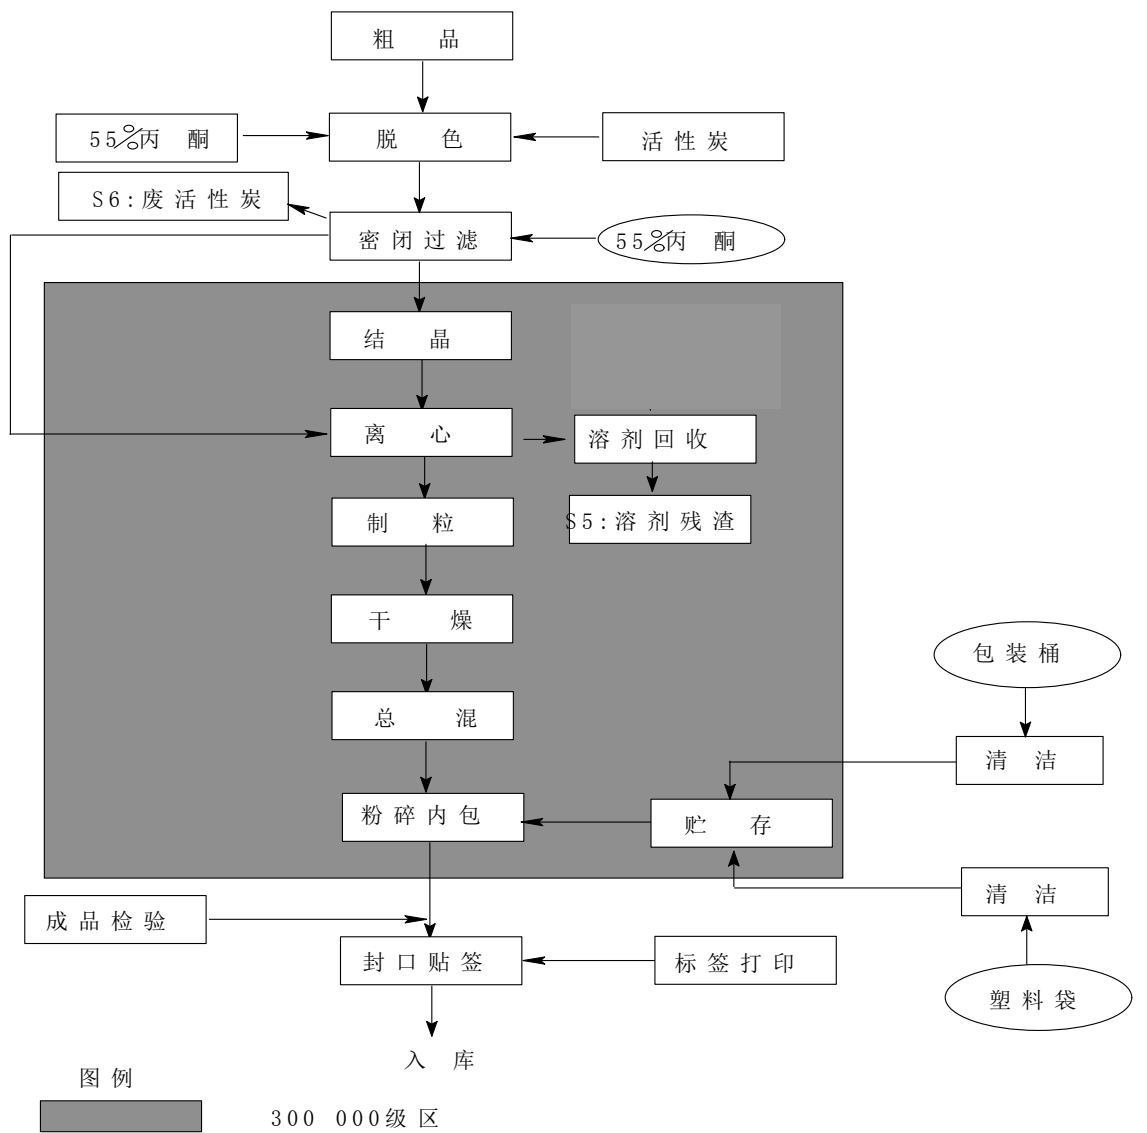 粗 品
55%丙 酮
脱 色
活性炭
S6:废活性炭
密闭过滤
55%丙 酮
结 晶
离 心
溶剂回收
制 粒
S5:溶剂残渣
干 燥
包装桶
总 混
清 洁
粉碎内包
贮 存
清 洁
成品检验
封口贴签
标签打印
塑料袋
入 库
图例
300 000级区